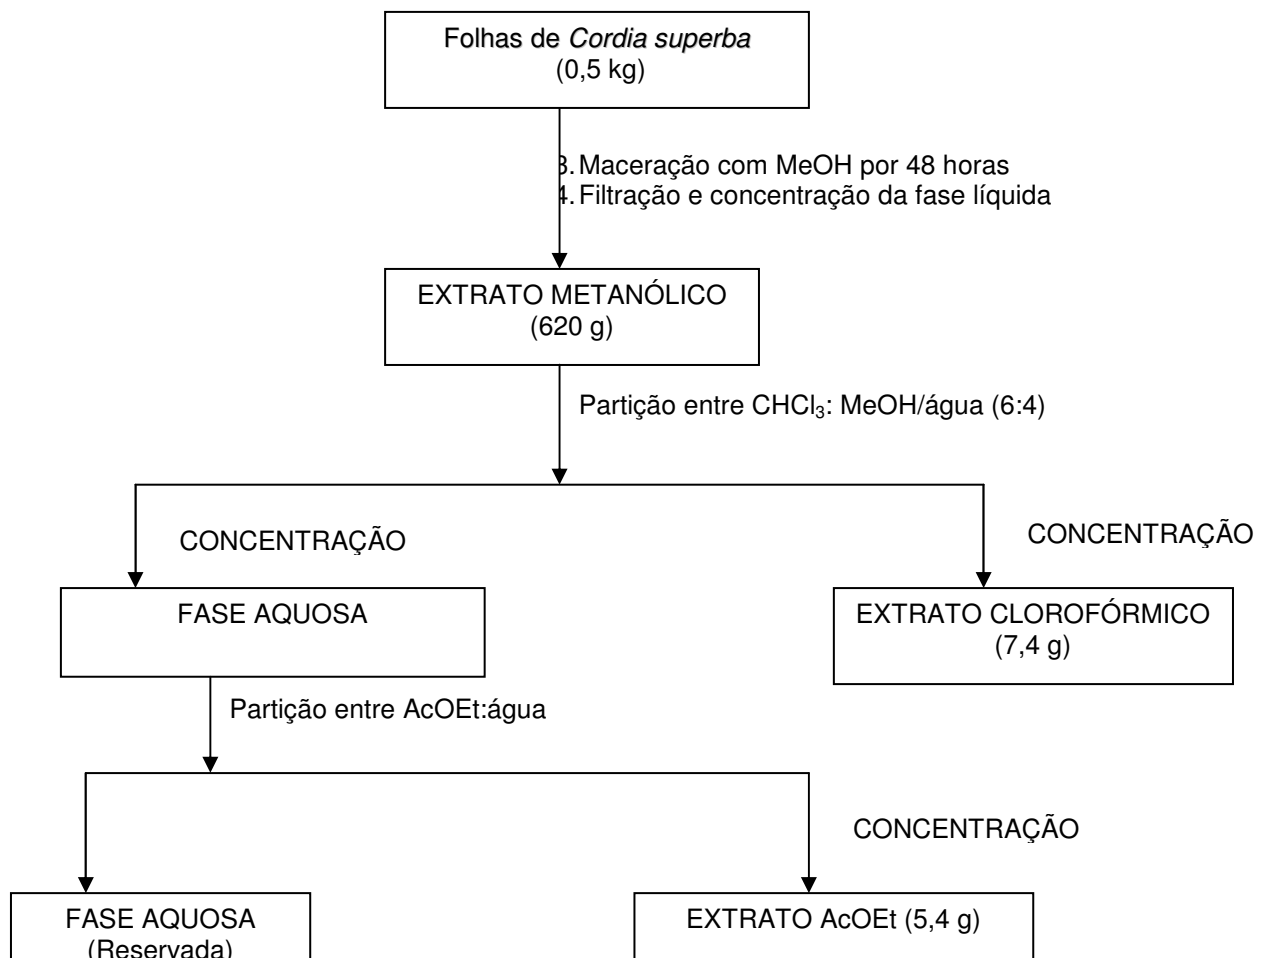 Folhas de Cordia superba
(0,5 kg)
3. Maceração com MeOH por 48 horas
4. Filtração e concentração da fase líquida
EXTRATO METANÓLICO
(620 g)
Partição entre CHCl₃: MeOH/água (6:4)
CONCENTRAÇÃO
CONCENTRAÇÃO
FASE AQUOSA
EXTRATO CLOROFÓRMICO
(7,4 g)
Partição entre AcOEt:água
CONCENTRAÇÃO
FASE AQUOSA
(Reservada)
EXTRATO AcOEt (5,4 g)